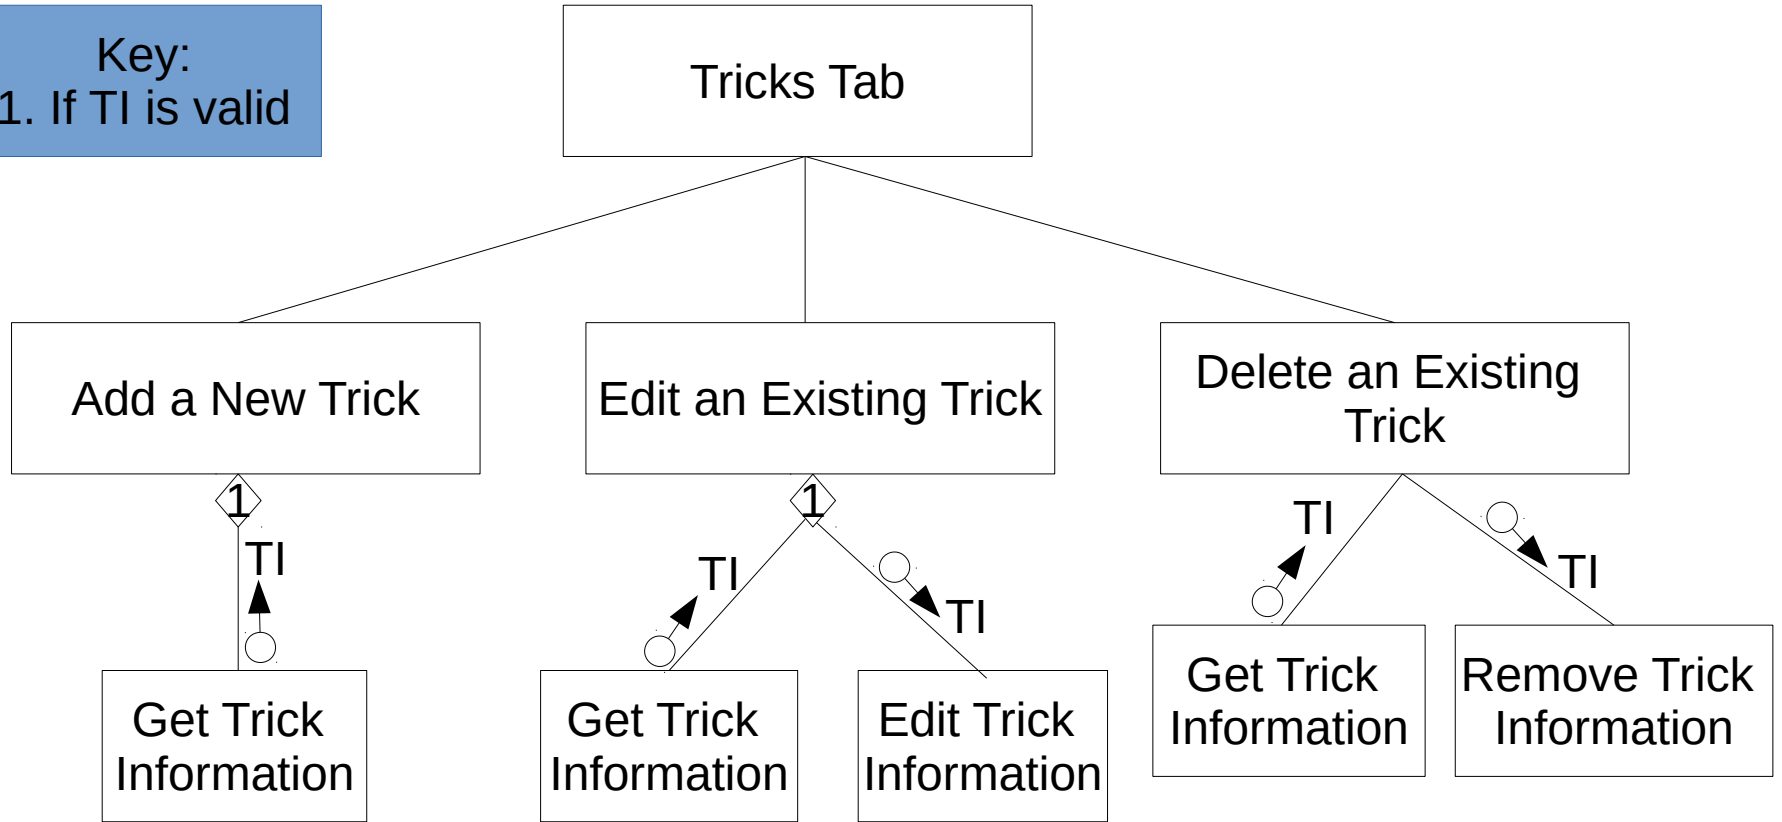 Key:
1. If TI is valid
Tricks Tab
Add a New Trick
Edit an Existing Trick
Delete an Existing
Trick
1
1
TI
TI
TI
TI
TI
Get Trick
Information
Get Trick
Information
Edit Trick
Information
Get Trick
Information
Remove Trick
Information